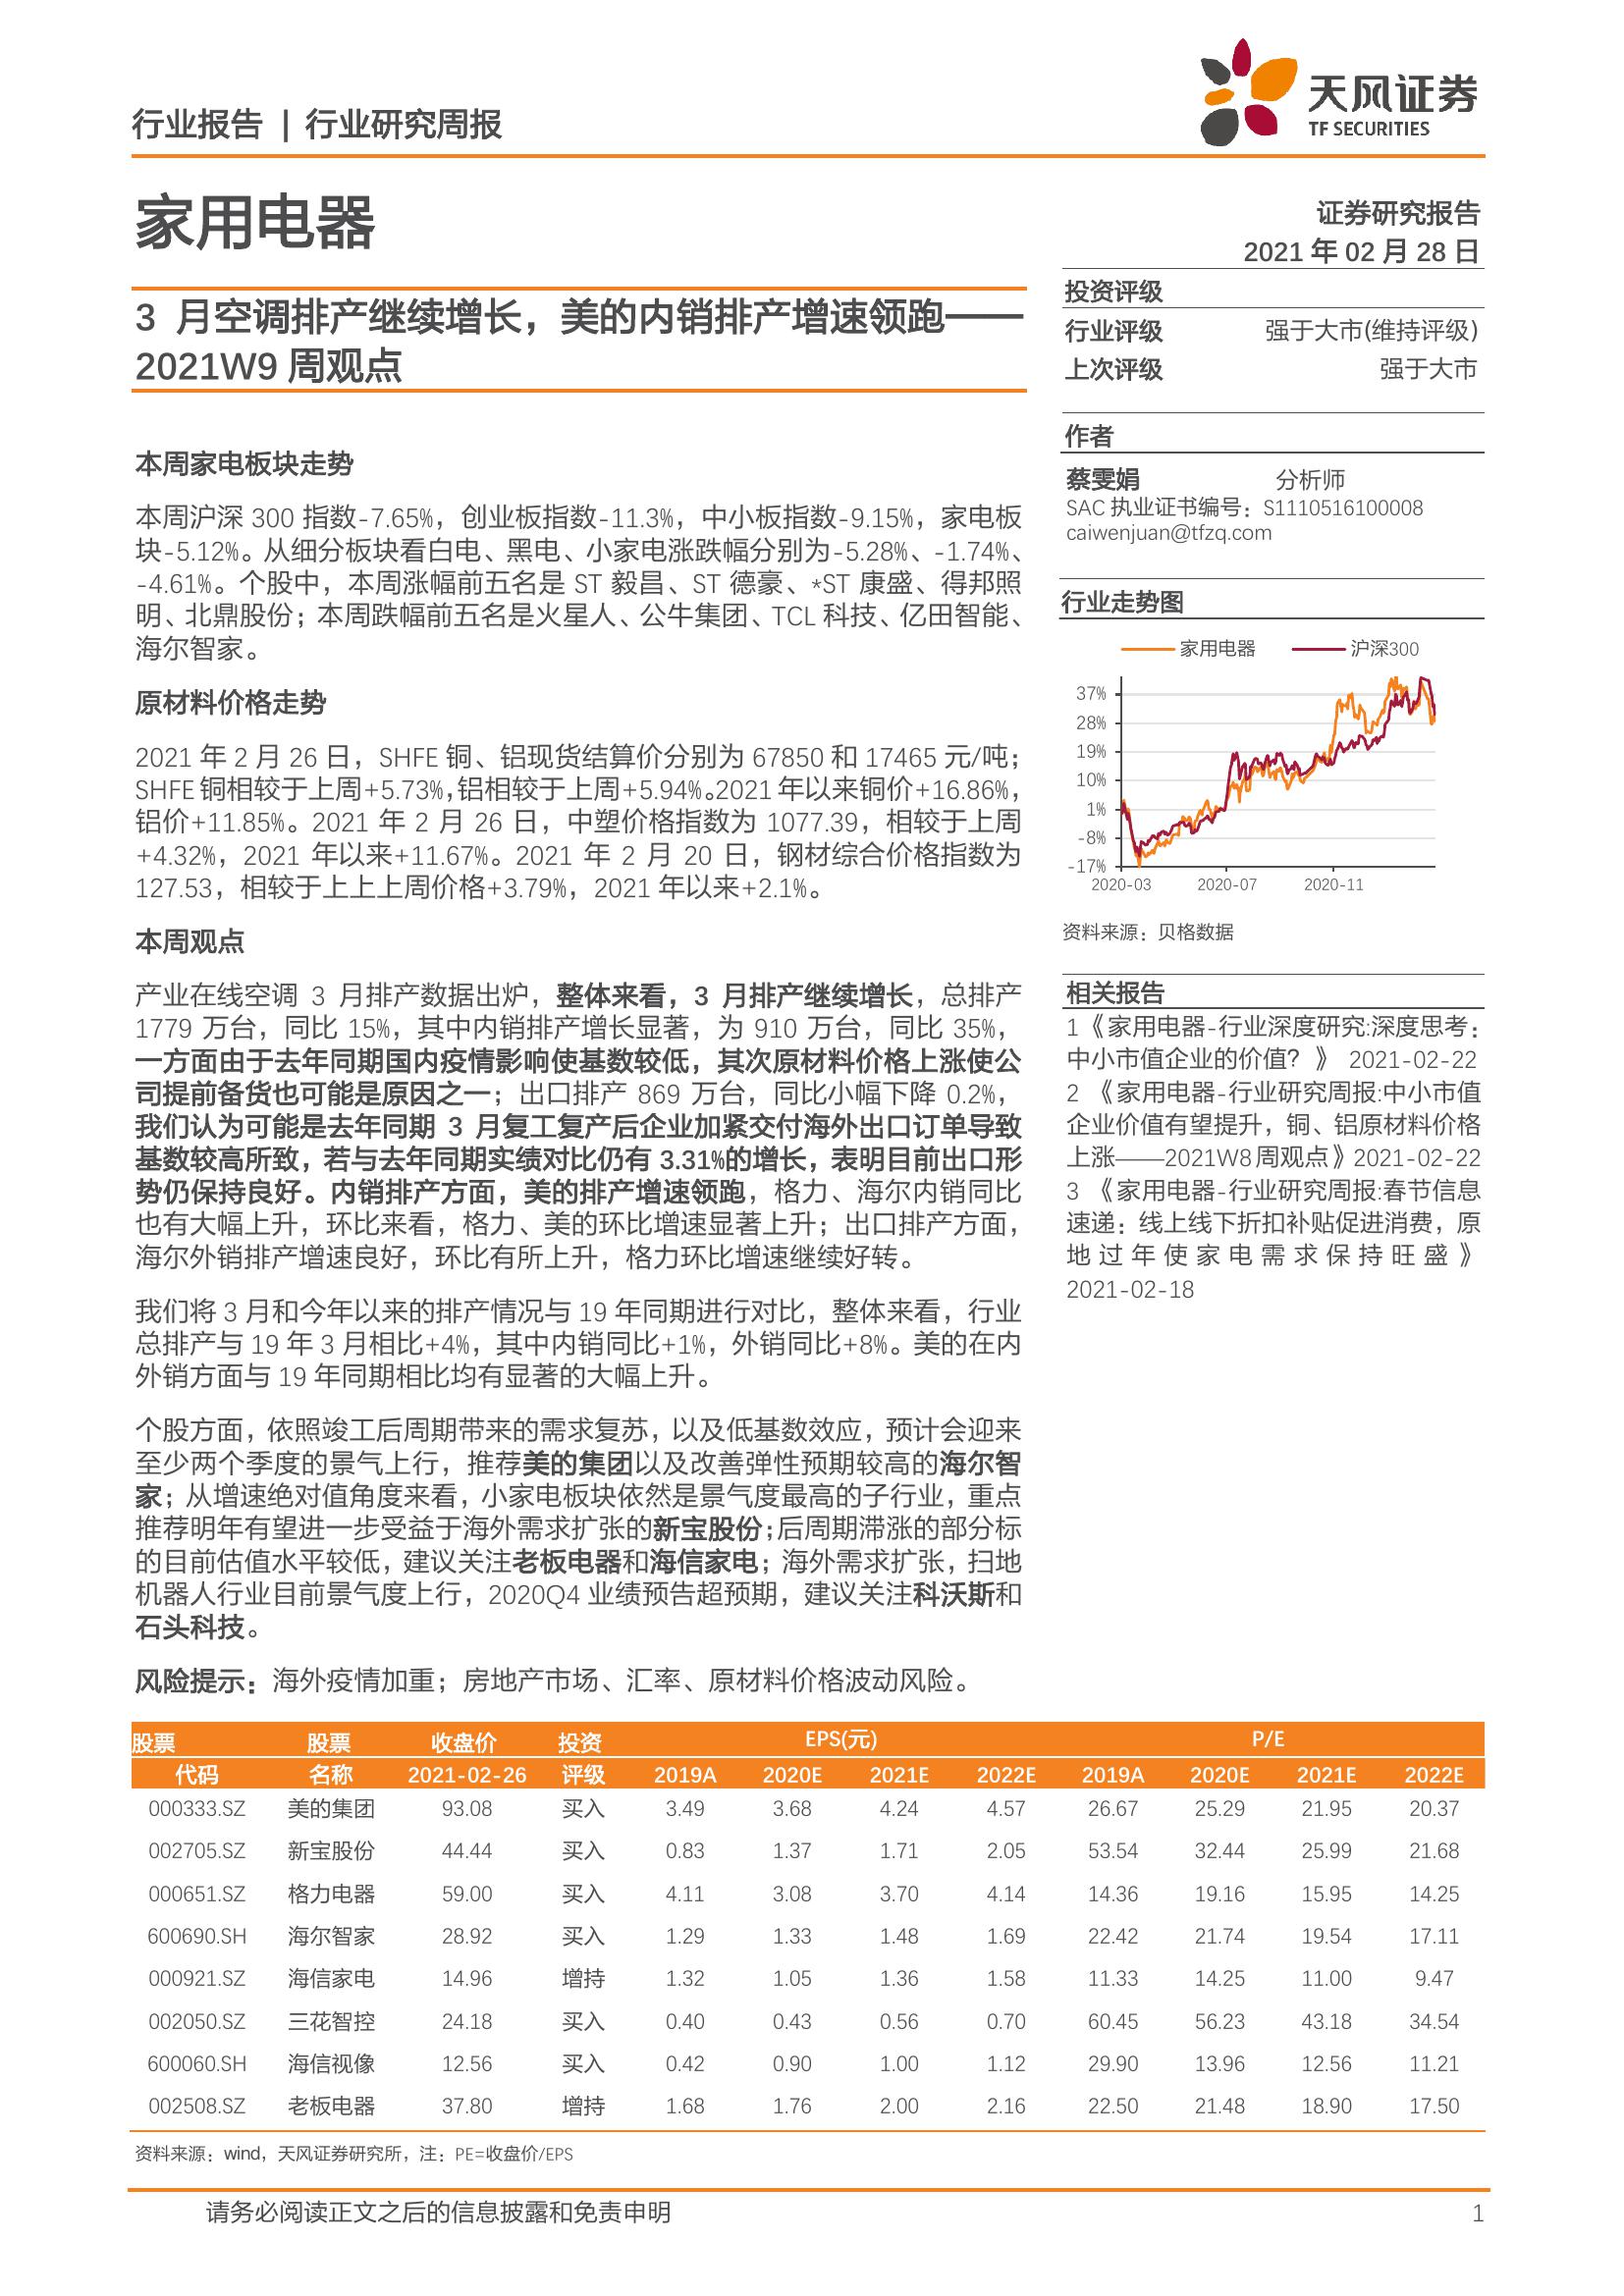 行业报告 | 行业研究周报
天风证券
TF SECURITIES
家用电器
证券研究报告
2021 年 02 月 28 日
3 月空调排产继续增长，美的内销排产增速领跑——
2021W9 周观点
本周家电板块走势
本周沪深 300 指数-7.65%，创业板指数-11.3%，中小板指数-9.15%，家电板
块-5.12%。从细分板块看白电、黑电、小家电涨跌幅分别为-5.28%、-1.74%、
-4.61%。个股中，本周涨幅前五名是 ST 毅昌、ST 德豪、*ST 康盛、得邦照
明、北鼎股份；本周跌幅前五名是火星人、公牛集团、TCL 科技、亿田智能、
海尔智家。
原材料价格走势
2021 年 2 月 26 日，SHFE 铜、铝现货结算价分别为 67850 和 17465 元/吨；
SHFE 铜相较于上周+5.73%，铝相较于上周+5.94%。2021 年以来铜价+16.86%，
铝价+11.85%。2021 年 2 月 26 日，中塑价格指数为 1077.39，相较于上周
+4.32%，2021 年以来+11.67%。2021 年 2 月 20 日，钢材综合价格指数为
127.53，相较于上上上周价格+3.79%，2021 年以来+2.1%。
本周观点
产业在线空调 3 月排产数据出炉，整体来看，3 月排产继续增长，总排产
1779 万台，同比 15%，其中内销排产增长显著，为 910 万台，同比 35%，
一方面由于去年同期国内疫情影响使基数较低，其次原材料价格上涨使公
司提前备货也可能是原因之一；出口排产 869 万台，同比小幅下降 0.2%，
我们认为可能是去年同期 3 月复工复产后企业加紧交付海外出口订单导致
基数较高所致，若与去年同期实绩对比仍有 3.31%的增长，表明目前出口形
势仍保持良好。内销排产方面，美的排产增速领跑，格力、海尔内销同比
也有大幅上升，环比来看，格力、美的环比增速显著上升；出口排产方面，
海尔外销排产增速良好，环比有所上升，格力环比增速继续好转。
我们将 3 月和今年以来的排产情况与 19 年同期进行对比，整体来看，行业
总排产与 19 年 3 月相比+4%，其中内销同比+1%，外销同比+8%。美的在内
外销方面与 19 年同期相比均有显著的大幅上升。
个股方面，依照竣工后周期带来的需求复苏，以及低基数效应，预计会迎来
至少两个季度的景气上行，推荐美的集团以及改善弹性预期较高的海尔智
家；从增速绝对值角度来看，小家电板块依然是景气度最高的子行业，重点
推荐明年有望进一步受益于海外需求扩张的新宝股份；后周期滞涨的部分标
的目前估值水平较低，建议关注老板电器和海信家电；海外需求扩张，扫地
机器人行业目前景气度上行，2020Q4 业绩预告超预期，建议关注科沃斯和
石头科技。
风险提示：海外疫情加重；房地产市场、汇率、原材料价格波动风险。
投资评级
行业评级 强于大市(维持评级)
上次评级 强于大市
作者
蔡雯娟 分析师
SAC 执业证书编号：S1110516100008
caiwenjuan@tfzq.com
行业走势图
家用电器 沪深300
37%
28%
19%
10%
1%
-8%
-17%
2020-03 2020-07 2020-11
资料来源：贝格数据
相关报告
1 《家用电器-行业深度研究:深度思考：
中小市值企业的价值？》 2021-02-22
2 《家用电器-行业研究周报:中小市值
企业价值有望提升，铜、铝原材料价格
上涨——2021W8 周观点》 2021-02-22
3 《家用电器-行业研究周报:春节信息
速递：线上线下折扣补贴促进消费，原
地过年使家电需求保持旺盛》
2021-02-18
股票 股票 收盘价 投资 EPS(元) P/E
代码 名称 2021-02-26 评级 2019A 2020E 2021E 2022E 2019A 2020E 2021E 2022E
000333.SZ 美的集团 93.08 买入 3.49 3.68 4.24 4.57 26.67 25.29 21.95 20.37
002705.SZ 新宝股份 44.44 买入 0.83 1.37 1.71 2.05 53.54 32.44 25.99 21.68
000651.SZ 格力电器 59.00 买入 4.11 3.08 3.70 4.14 14.36 19.16 15.95 14.25
600690.SH 海尔智家 28.92 买入 1.29 1.33 1.48 1.69 22.42 21.74 19.54 17.11
000921.SZ 海信家电 14.96 增持 1.32 1.05 1.36 1.58 11.33 14.25 11.00 9.47
002050.SZ 三花智控 24.18 买入 0.40 0.43 0.56 0.70 60.45 56.23 43.18 34.54
600060.SH 海信视像 12.56 买入 0.42 0.90 1.00 1.12 29.90 13.96 12.56 11.21
002508.SZ 老板电器 37.80 增持 1.68 1.76 2.00 2.16 22.50 21.48 18.90 17.50
资料来源：wind，天风证券研究所，注：PE=收盘价/EPS
请务必阅读正文之后的信息披露和免责申明 1